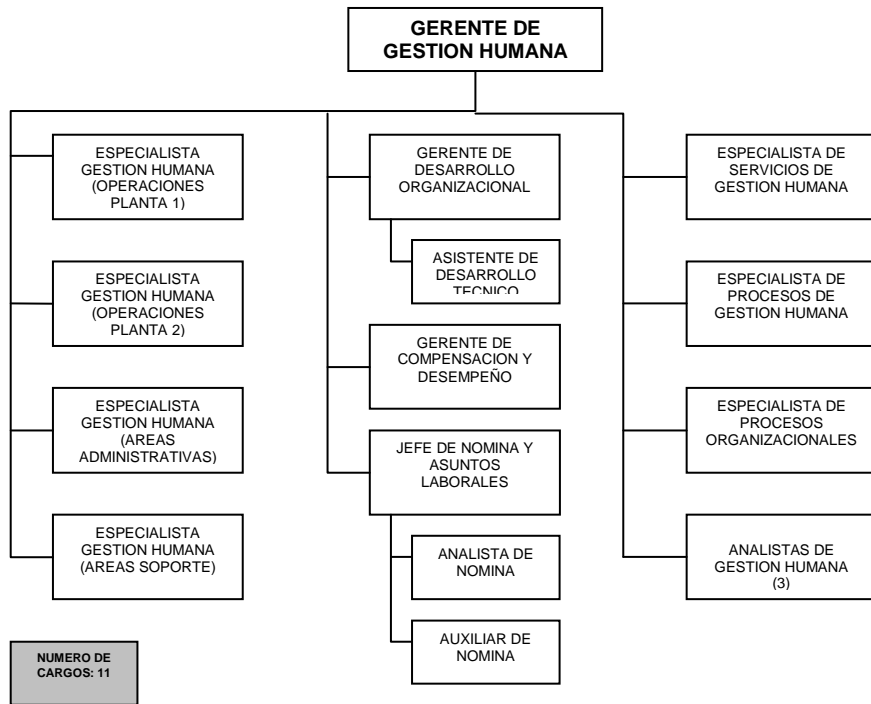 GERENTE DE
GESTION HUMANA
ESPECIALISTA
GESTION HUMANA
(OPERACIONES
PLANTA 1)
ESPECIALISTA
GESTION HUMANA
(OPERACIONES
PLANTA 2)
ESPECIALISTA
GESTION HUMANA
(AREAS
ADMINISTRATIVAS)
ESPECIALISTA
GESTION HUMANA
(AREAS SOPORTE)
GERENTE DE
DESARROLLO
ORGANIZACIONAL
ASISTENTE DE
DESARROLLO
TECNICO
GERENTE DE
COMPENSACION Y
DESEMPEÑO
JEFE DE NOMINA Y
ASUNTOS
LABORALES
ANALISTA DE
NOMINA
AUXILIAR DE
NOMINA
ESPECIALISTA DE
SERVICIOS DE
GESTION HUMANA
ESPECIALISTA DE
PROCESOS DE
GESTION HUMANA
ESPECIALISTA DE
PROCESOS
ORGANIZACIONALES
ANALISTAS DE
GESTION HUMANA
(3)
NUMERO DE
CARGOS: 11